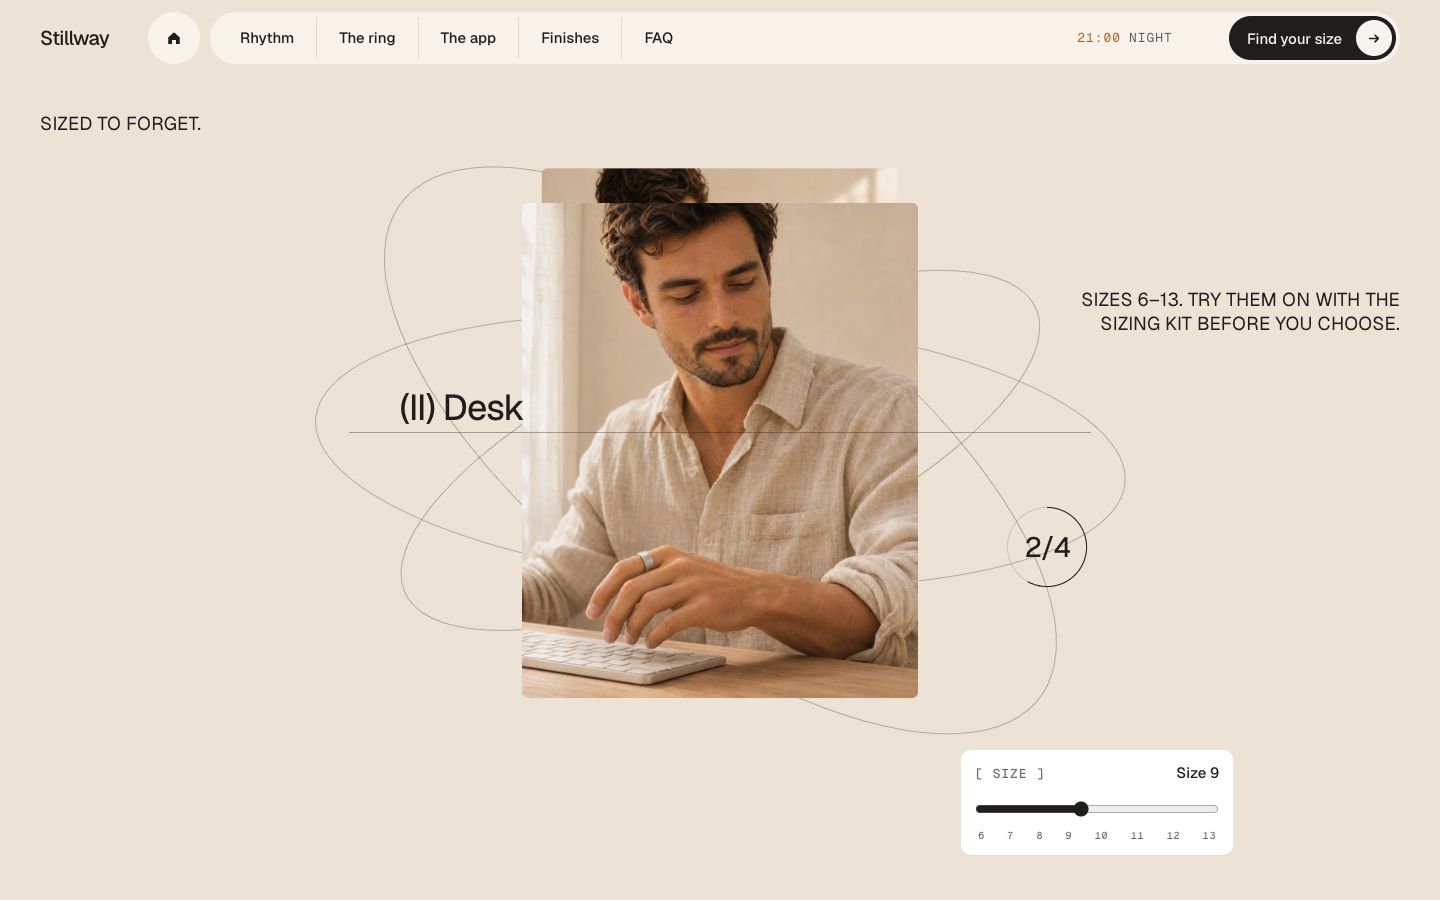 Stillway
Rhythm
The ring
The app
Finishes
FAQ
21:00 NIGHT
Find your size
SIZED TO FORGET.
SIZES 6–13. TRY THEM ON WITH THE
SIZING KIT BEFORE YOU CHOOSE.
(II) Desk
2/4
[ SIZE ]
Size 9
6 7 8 9 10 11 12 13